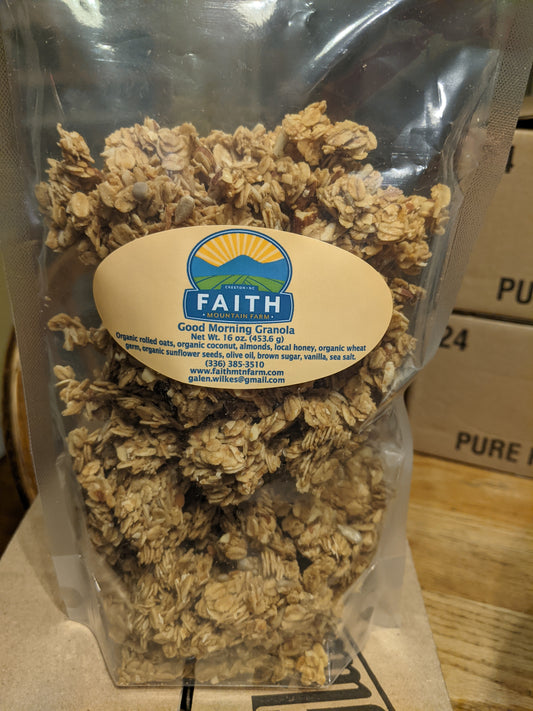 CRESTON • NC
FAITH
• MOUNTAIN FARM •
Good Morning Granola
Net Wt. 16 oz. (453.6 g)
Organic rolled oats, organic coconut, almonds, local honey, organic wheat
germ, organic sunflower seeds, olive oil, brown sugar, vanilla, sea salt.
(336) 385-3510
www.faithmtnfarm.com
galen.wilkes@gmail.com
4
PU
24
PURE